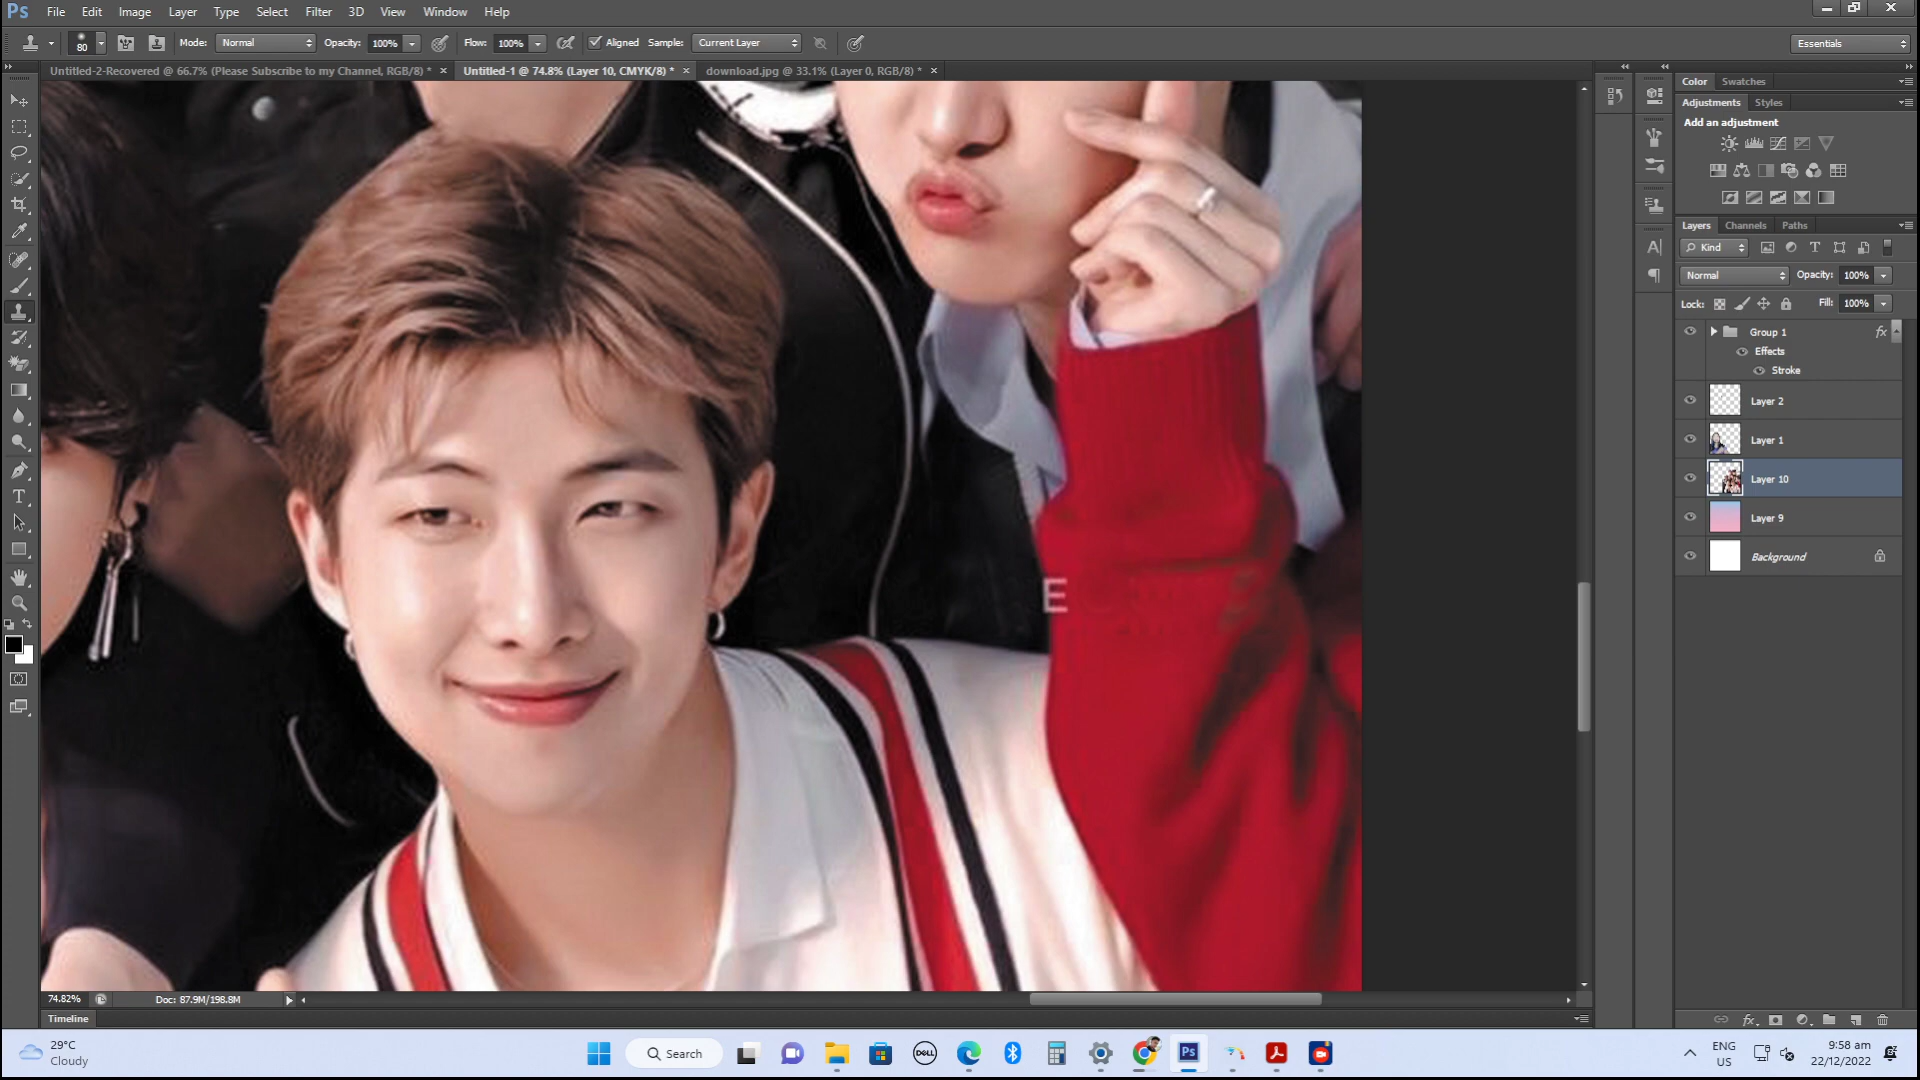 Ps File Edit Image Layer Type Select Filter 3D View Window Help
80 Mode: Normal Opacity: 100% Flow: 100% Aligned Sample: Current Layer Essentials
Untitled-2-Recovered @ 66.7% (Please Subscribe to my Channel, RGB/8) * × Untitled-1 @ 74.8% (Layer 10, CMYK/8) * × download.jpg @ 33.1% (Layer 0, RGB/8) * ×
Color Swatches
Adjustments Styles
Add an adjustment
Layers Channels Paths
Kind
Normal Opacity: 100%
Lock: Fill: 100%
Group 1 fx
Effects
Stroke
Layer 2
Layer 1
Layer 10
Layer 9
Background
E
74.82% Doc: 87.9M/198.8M
Timeline
29°C
Cloudy
Search
DELL
Ps
ENG
US
9:58 am
22/12/2022